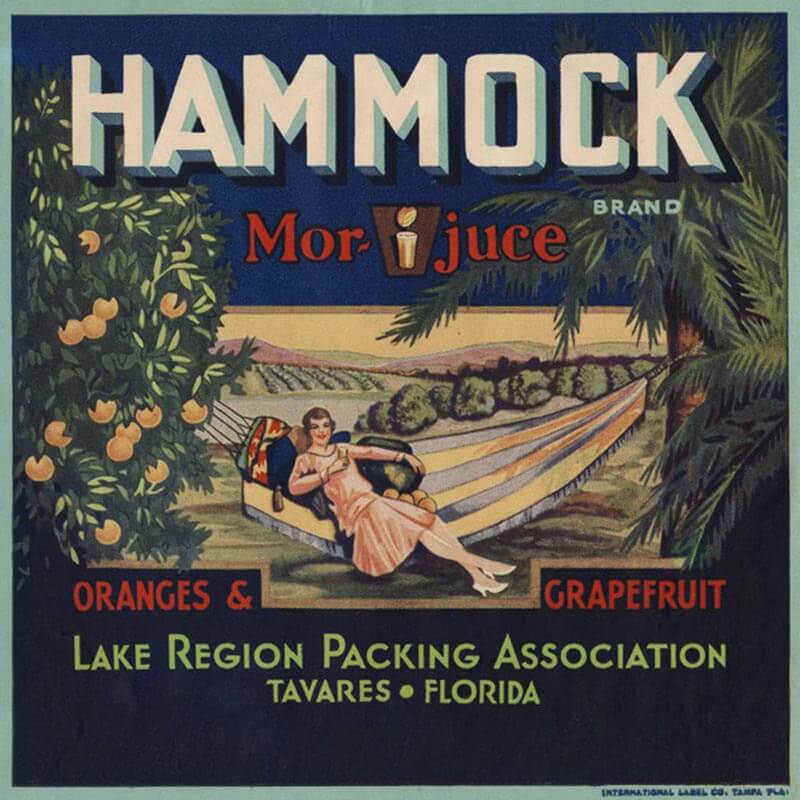 HAMMOCK
BRAND
Mor-juce
ORANGES & GRAPEFRUIT
LAKE REGION PACKING ASSOCIATION
TAVARES • FLORIDA
INTERNATIONAL LABEL CO. TAMPA FLA.